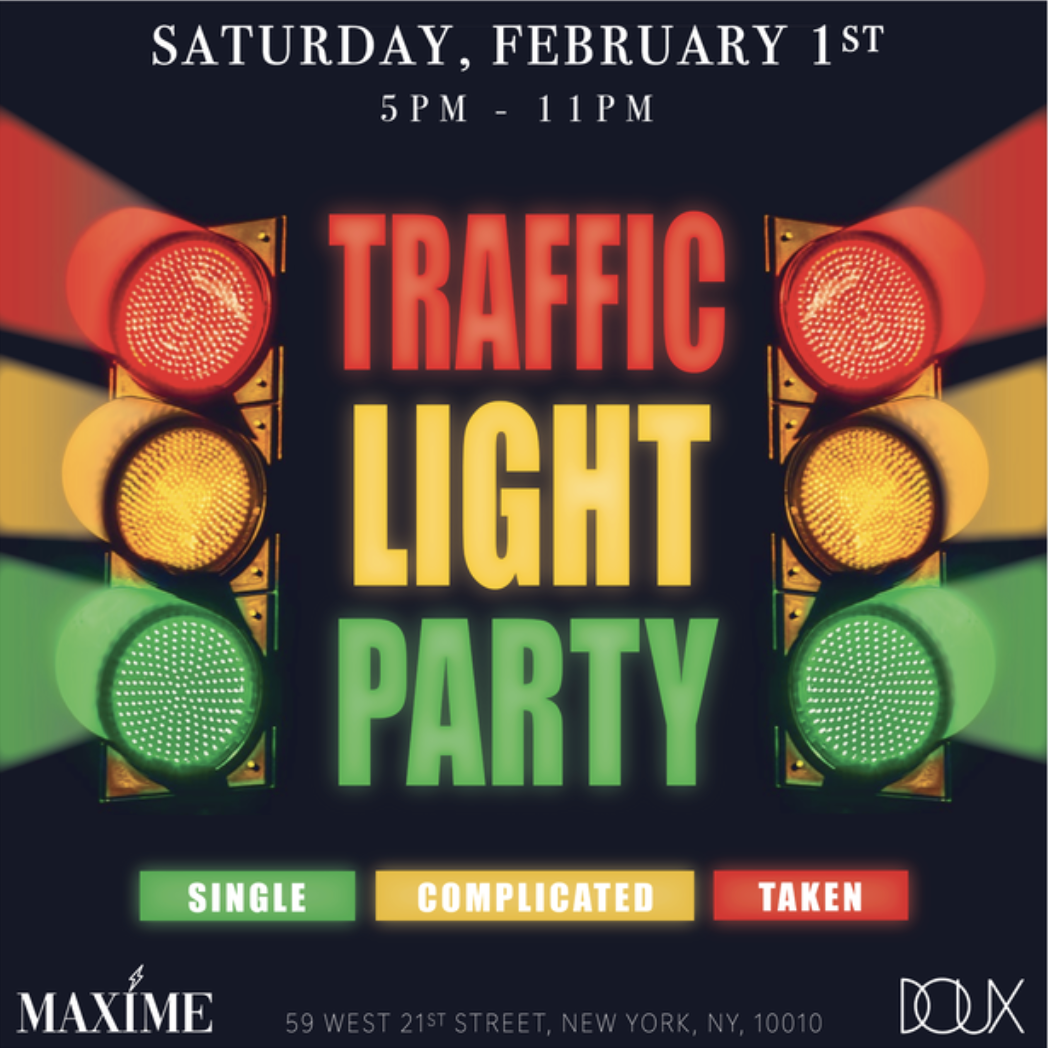 SATURDAY, FEBRUARY 1ST
5PM - 11PM
TRAFFIC
LIGHT
PARTY
SINGLE COMPLICATED TAKEN
MAXIME 59 WEST 21ST STREET, NEW YORK, NY, 10010 DOUX